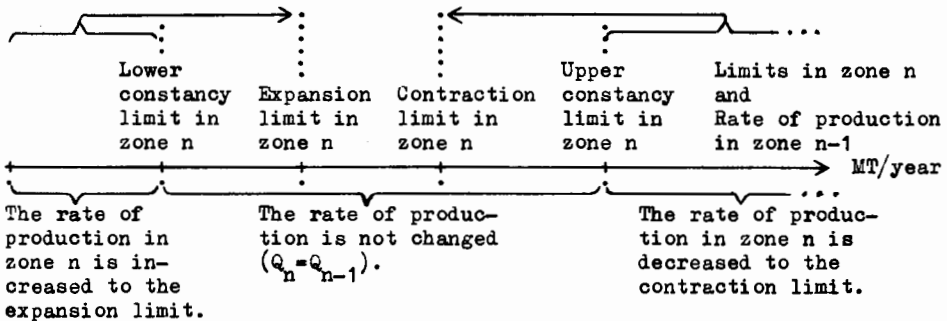 Lower
constancy
limit in
zone n
Expansion
limit in
zone n
Contraction
limit in
zone n
Upper
constancy
limit in
zone n
Limits in zone n
and
Rate of production
in zone n-1
MT/year
The rate of
production in
zone n is in-
creased to the
expansion limit.
The rate of produc-
tion is not changed
(Qn=Qn-1).
The rate of produc-
tion in zone n is
decreased to the
contraction limit.